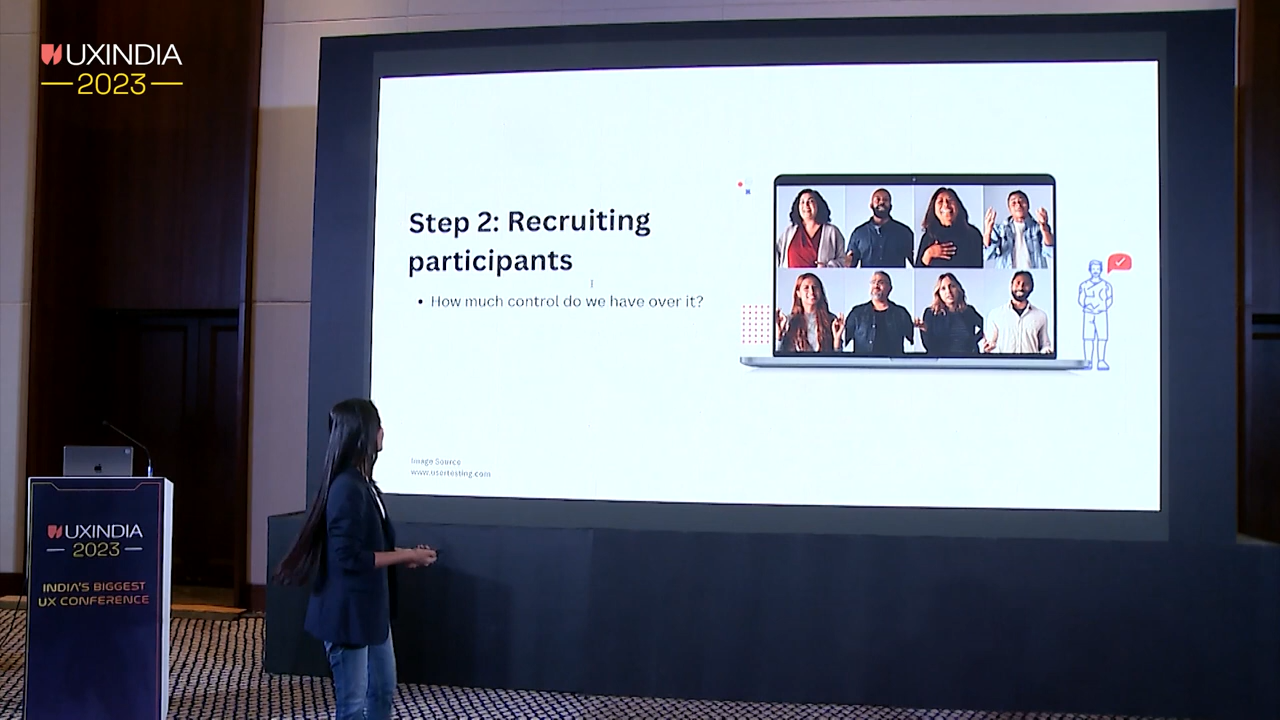 UXINDIA
2023
Step 2: Recruiting
participants
• How much control do we have over it?
Image Source
www.usertesting.com
UXINDIA
2023
INDIA'S BIGGEST
UX CONFERENCE